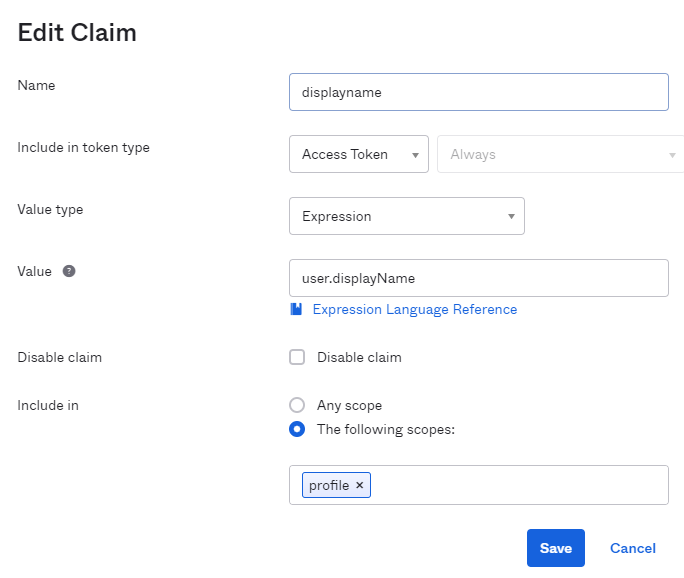 Edit Claim
Name
displayname
Include in token type
Access Token
Always
Value type
Expression
Value ?
user.displayName
Expression Language Reference
Disable claim
Disable claim
Include in
Any scope
The following scopes:
profile ×
Save
Cancel